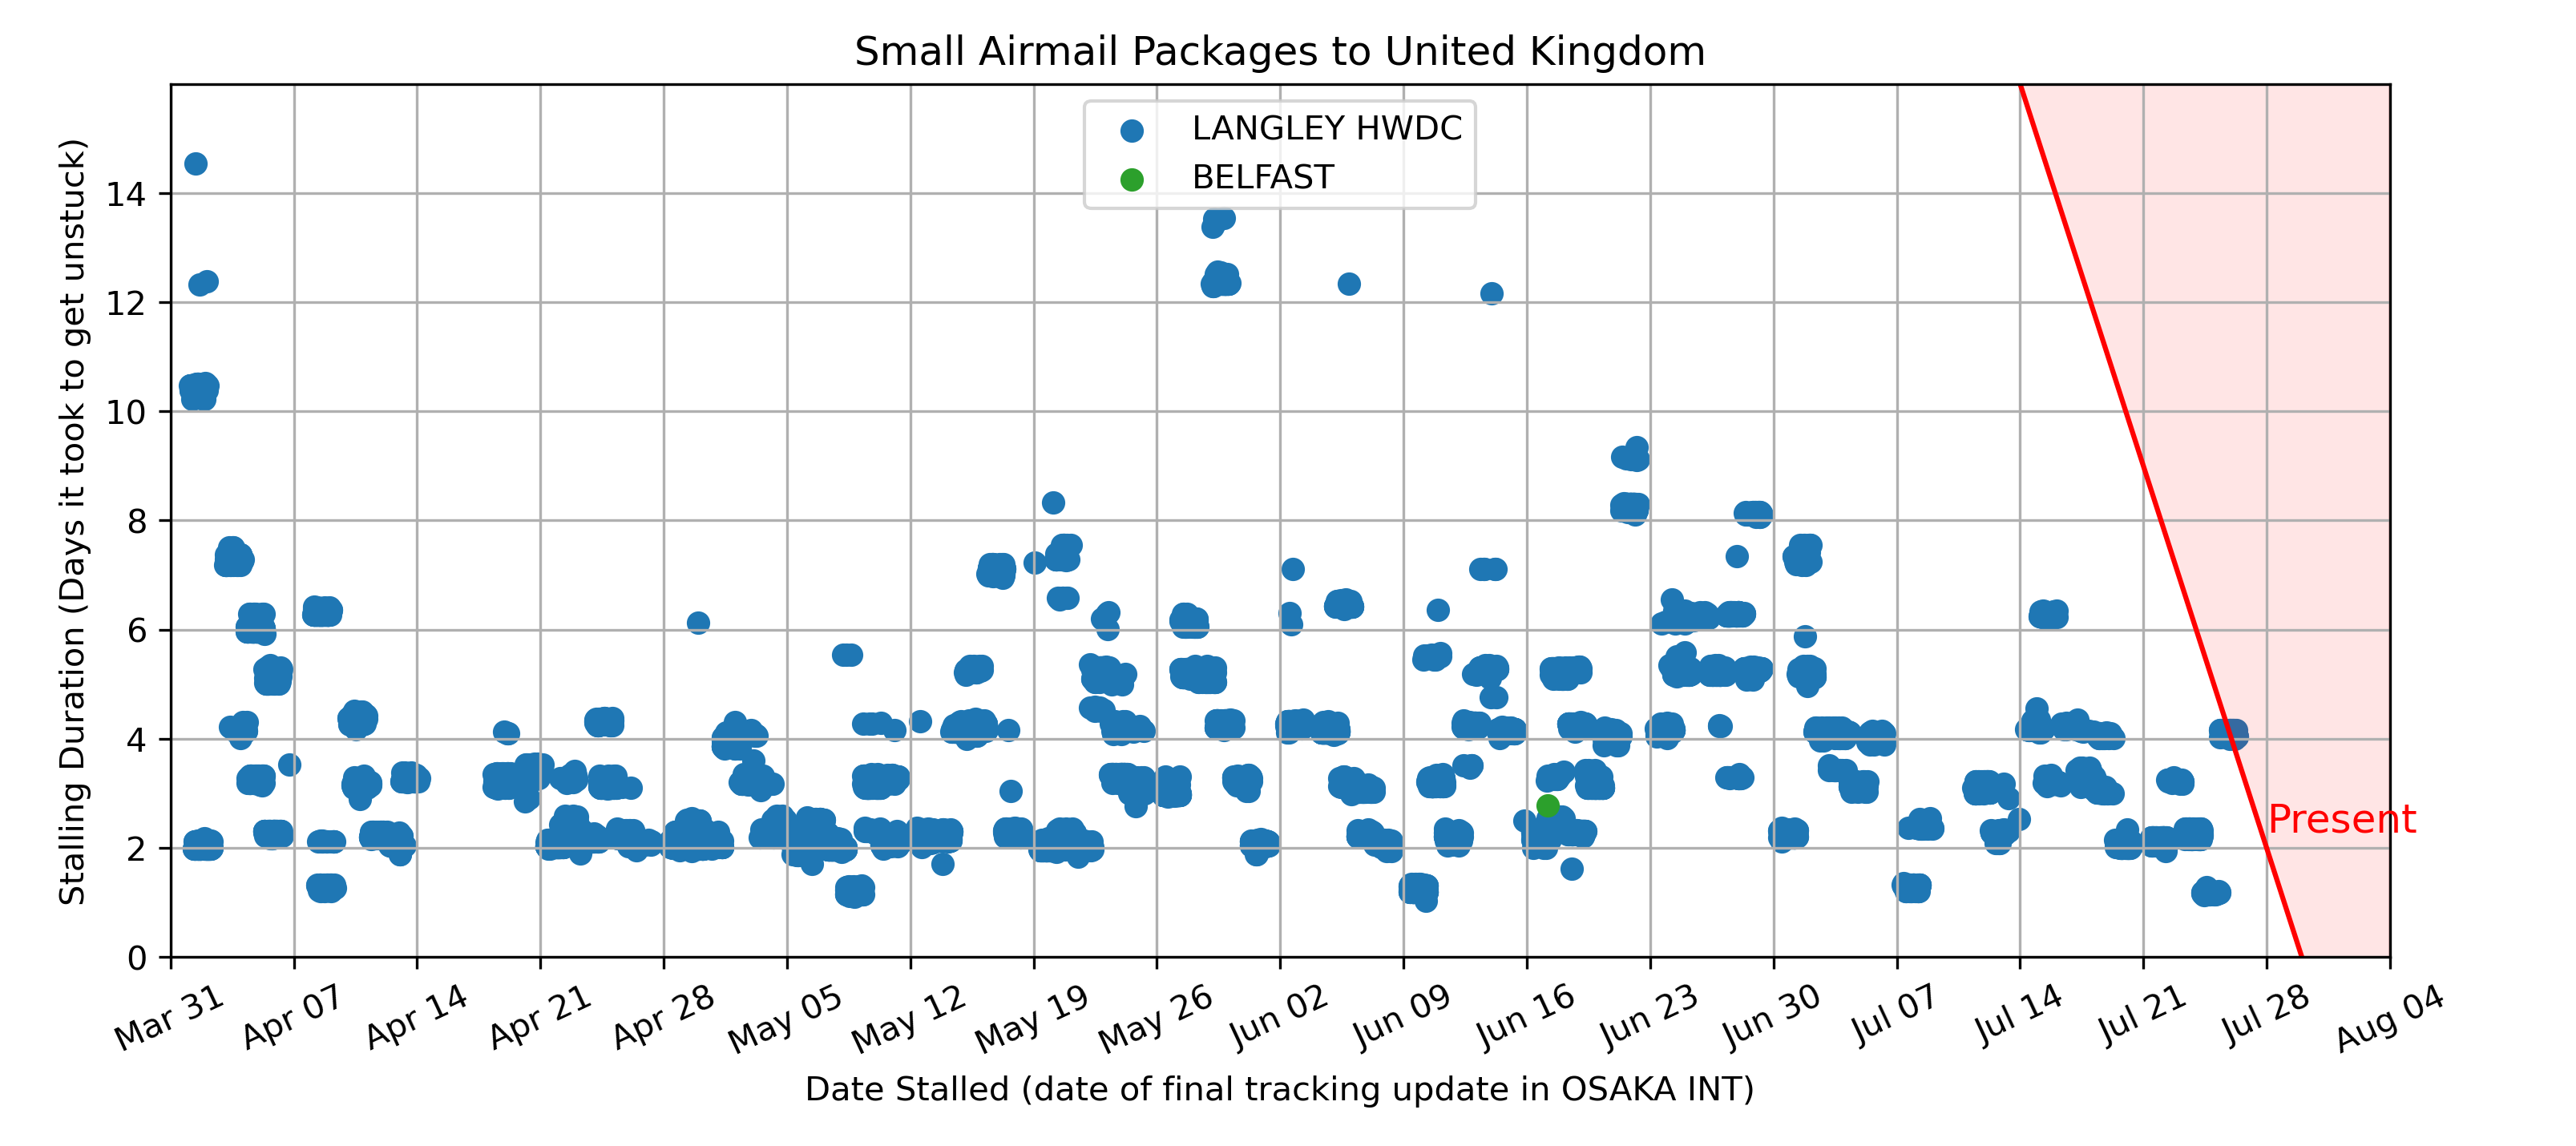 Small Airmail Packages to United Kingdom
LANGLEY HWDC
BELFAST
Stalling Duration (Days it took to get unstuck)
14
12
10
8
6
4
2
0
Present
Mar 31
Apr 07
Apr 14
Apr 21
Apr 28
May 05
May 12
May 19
May 26
Jun 02
Jun 09
Jun 16
Jun 23
Jun 30
Jul 07
Jul 14
Jul 21
Jul 28
Aug 04
Date Stalled (date of final tracking update in OSAKA INT)